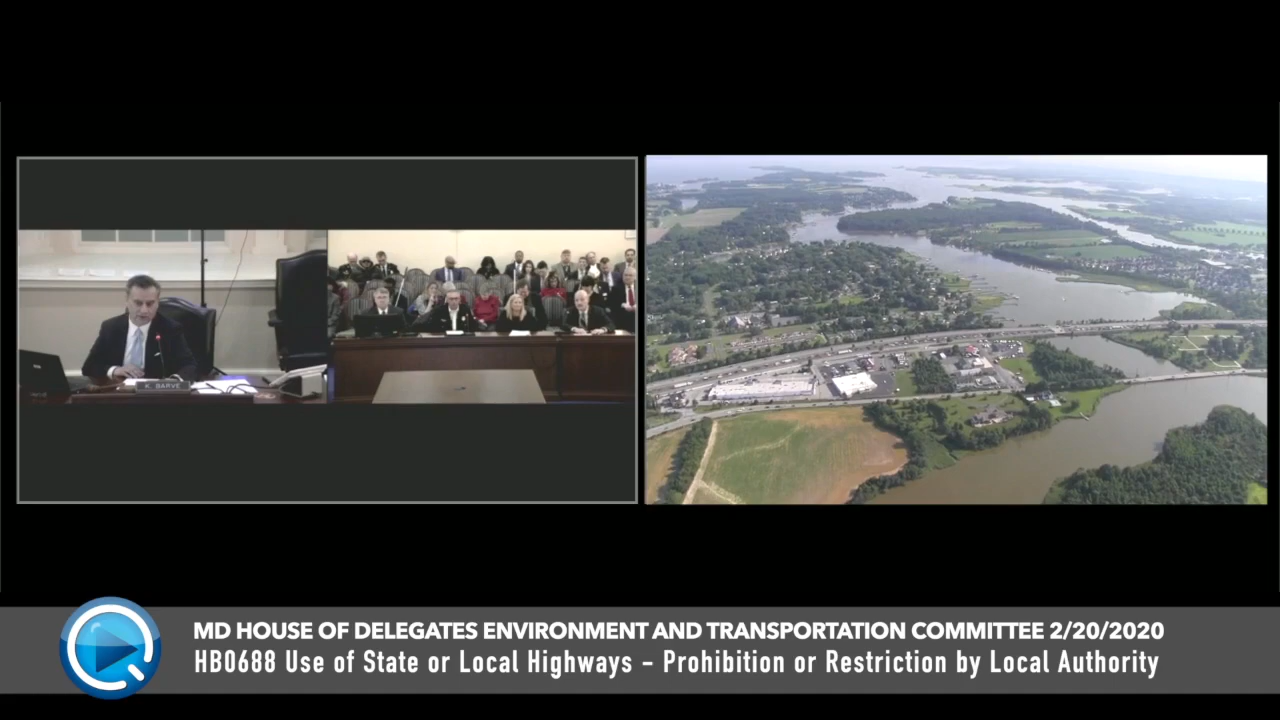 K. BARVE
MD HOUSE OF DELEGATES ENVIRONMENT AND TRANSPORTATION COMMITTEE 2/20/2020
HB0688 Use of State or Local Highways – Prohibition or Restriction by Local Authority